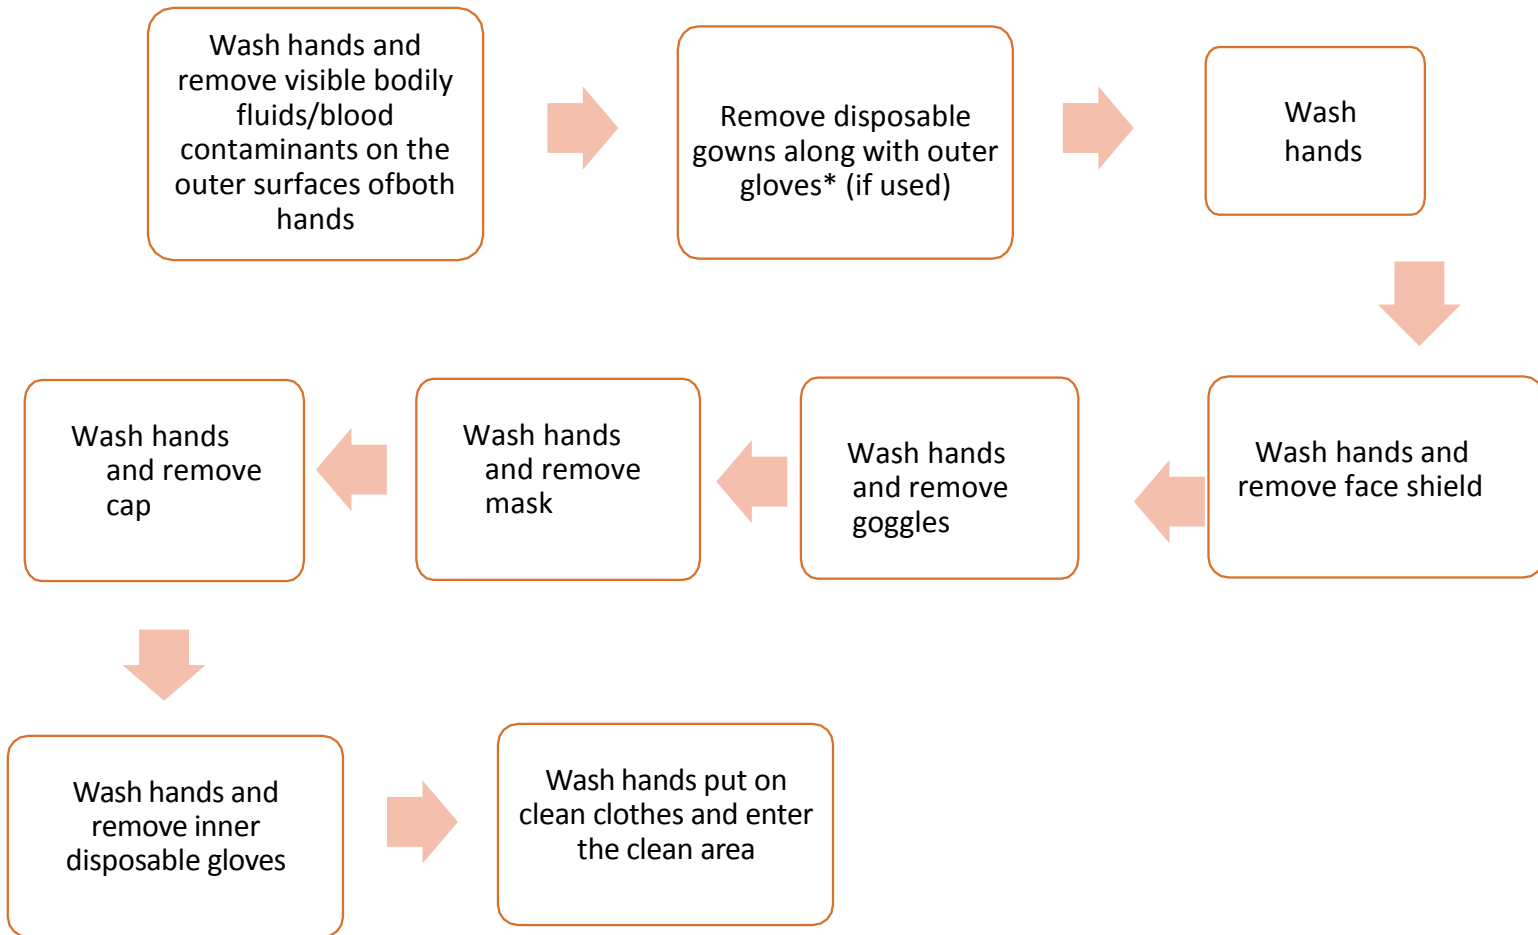 Wash hands and
remove visible bodily
fluids/blood
contaminants on the
outer surfaces ofboth
hands
Remove disposable
gowns along with outer
gloves* (if used)
Wash
hands
Wash hands and
remove face shield
Wash hands
and remove
goggles
Wash hands
and remove
mask
Wash hands
and remove
cap
Wash hands and
remove inner
disposable gloves
Wash hands put on
clean clothes and enter
the clean area